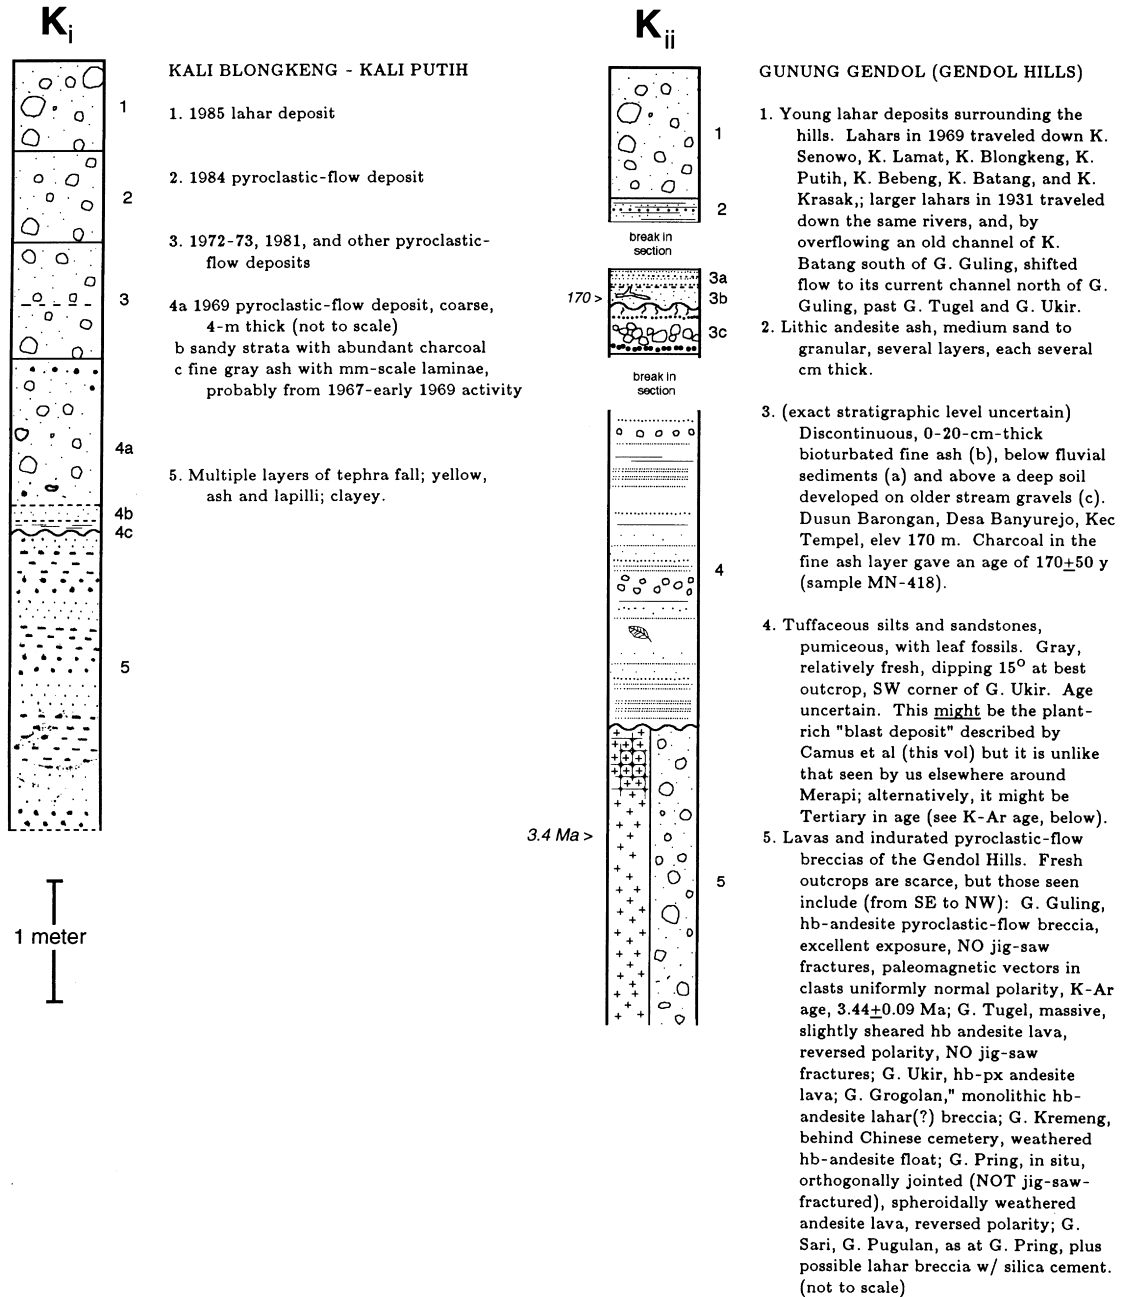 Ki
KALI BLONGKENG - KALI PUTIH
1
1. 1985 lahar deposit
2
2. 1984 pyroclastic-flow deposit
3
3. 1972-73, 1981, and other pyroclastic-
flow deposits
4a 1969 pyroclastic-flow deposit, coarse,
4-m thick (not to scale)
b sandy strata with abundant charcoal
c fine gray ash with mm-scale laminae,
probably from 1967-early 1969 activity
4a
4b
4c
5. Multiple layers of tephra fall; yellow,
ash and lapilli; clayey.
5
1 meter
Kii
GUNUNG GENDOL (GENDOL HILLS)
1
2
break in
section
170 >
3a
3b
3c
break in
section
4
3.4 Ma >
5
1. Young lahar deposits surrounding the
hills. Lahars in 1969 traveled down K.
Senowo, K. Lamat, K. Blongkeng, K.
Putih, K. Bebeng, K. Batang, and K.
Krasak,; larger lahars in 1931 traveled
down the same rivers, and, by
overflowing an old channel of K.
Batang south of G. Guling, shifted
flow to its current channel north of G.
Guling, past G. Tugel and G. Ukir.
2. Lithic andesite ash, medium sand to
granular, several layers, each several
cm thick.
3. (exact stratigraphic level uncertain)
Discontinuous, 0-20-cm-thick
bioturbated fine ash (b), below fluvial
sediments (a) and above a deep soil
developed on older stream gravels (c).
Dusun Barongan, Desa Banyurejo, Kec
Tempel, elev 170 m. Charcoal in the
fine ash layer gave an age of 170±50 y
(sample MN-418).
4. Tuffaceous silts and sandstones,
pumiceous, with leaf fossils. Gray,
relatively fresh, dipping 15° at best
outcrop, SW corner of G. Ukir. Age
uncertain. This might be the plant-
rich "blast deposit" described by
Camus et al (this vol) but it is unlike
that seen by us elsewhere around
Merapi; alternatively, it might be
Tertiary in age (see K-Ar age, below).
5. Lavas and indurated pyroclastic-flow
breccias of the Gendol Hills. Fresh
outcrops are scarce, but those seen
include (from SE to NW): G. Guling,
hb-andesite pyroclastic-flow breccia,
excellent exposure, NO jig-saw
fractures, paleomagnetic vectors in
clasts uniformly normal polarity, K-Ar
age, 3.44±0.09 Ma; G. Tugel, massive,
slightly sheared hb andesite lava,
reversed polarity, NO jig-saw
fractures; G. Ukir, hb-px andesite
lava; G. Grogolan," monolithic hb-
andesite lahar(?) breccia; G. Kremeng,
behind Chinese cemetery, weathered
hb-andesite float; G. Pring, in situ,
orthogonally jointed (NOT jig-saw-
fractured), spheroidally weathered
andesite lava, reversed polarity; G.
Sari, G. Pugulan, as at G. Pring, plus
possible lahar breccia w/ silica cement.
(not to scale)